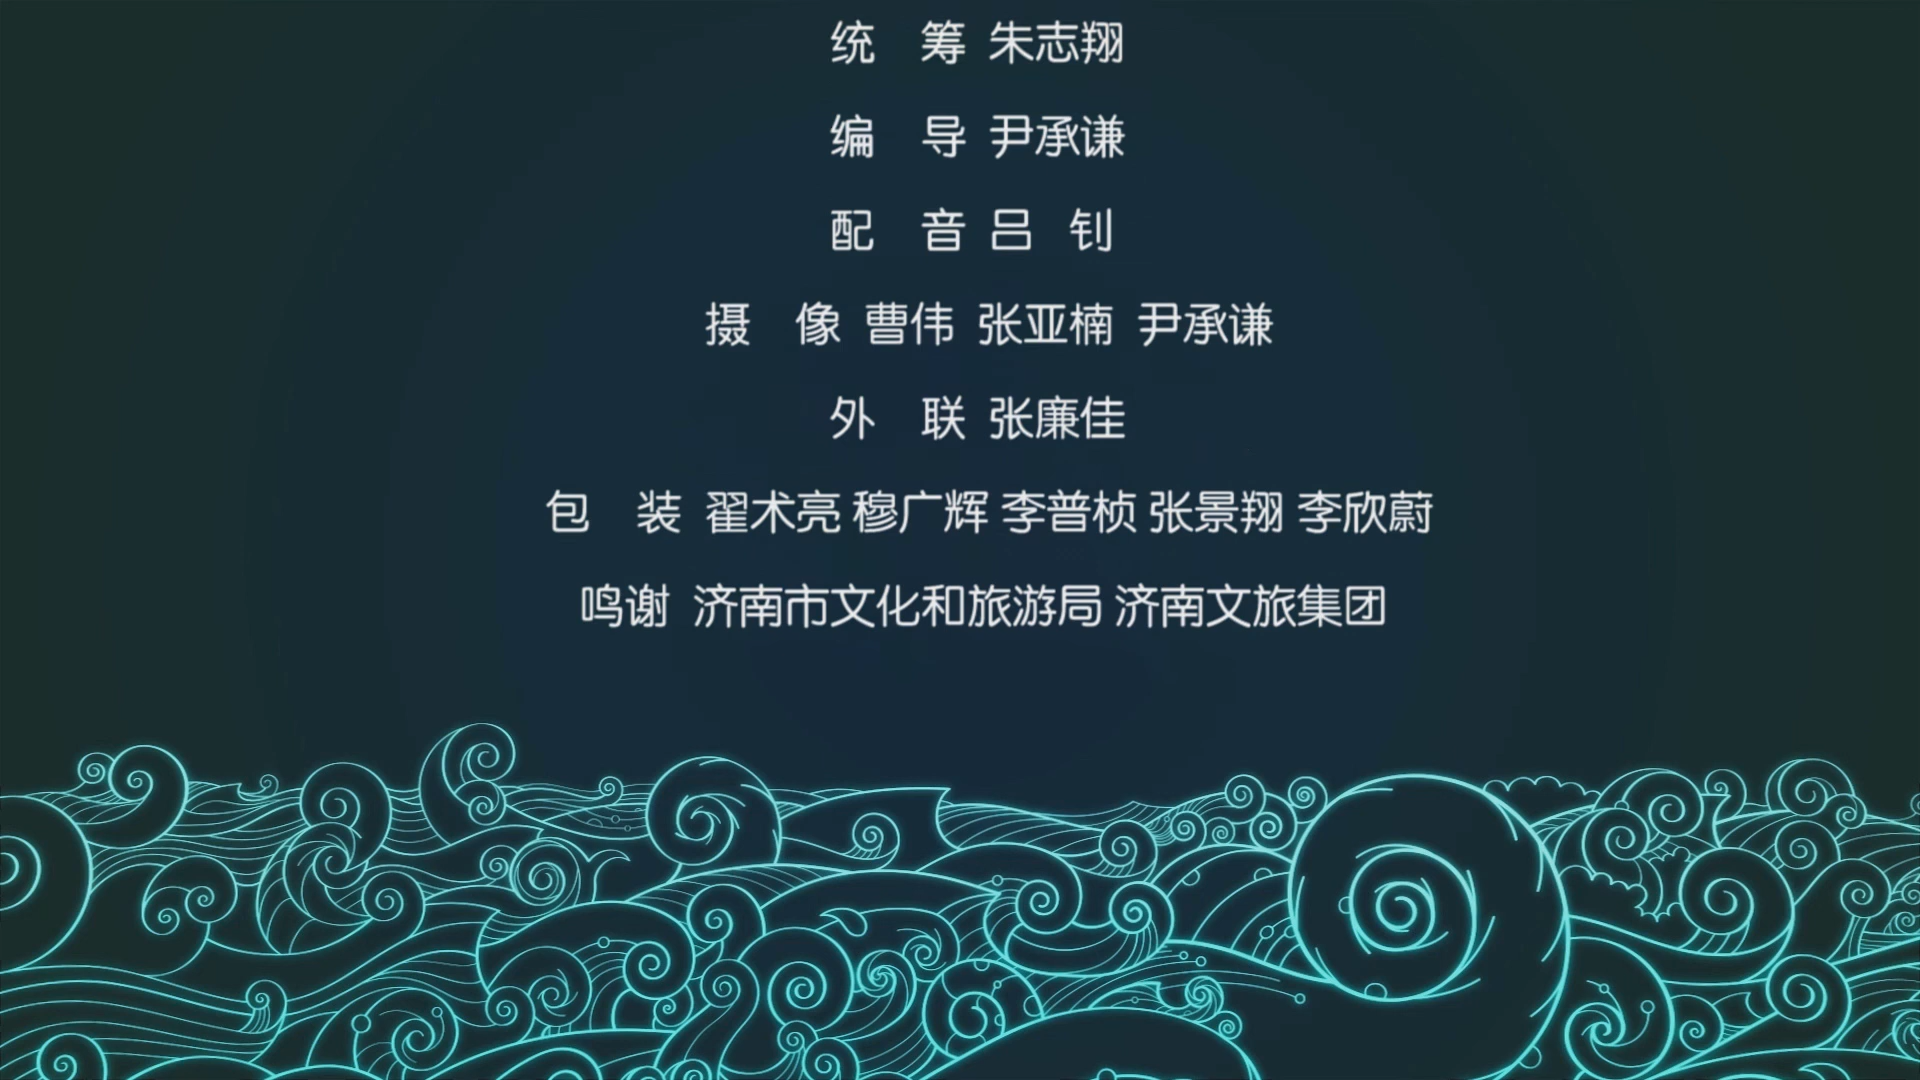 统 筹 朱志翔
编 导 尹承谦
配 音 吕 钊
摄 像 曹伟 张亚楠 尹承谦
外 联 张廉佳
包 装 翟术亮 穆广辉 李普桢 张景翔 李欣蔚
鸣谢 济南市文化和旅游局 济南文旅集团